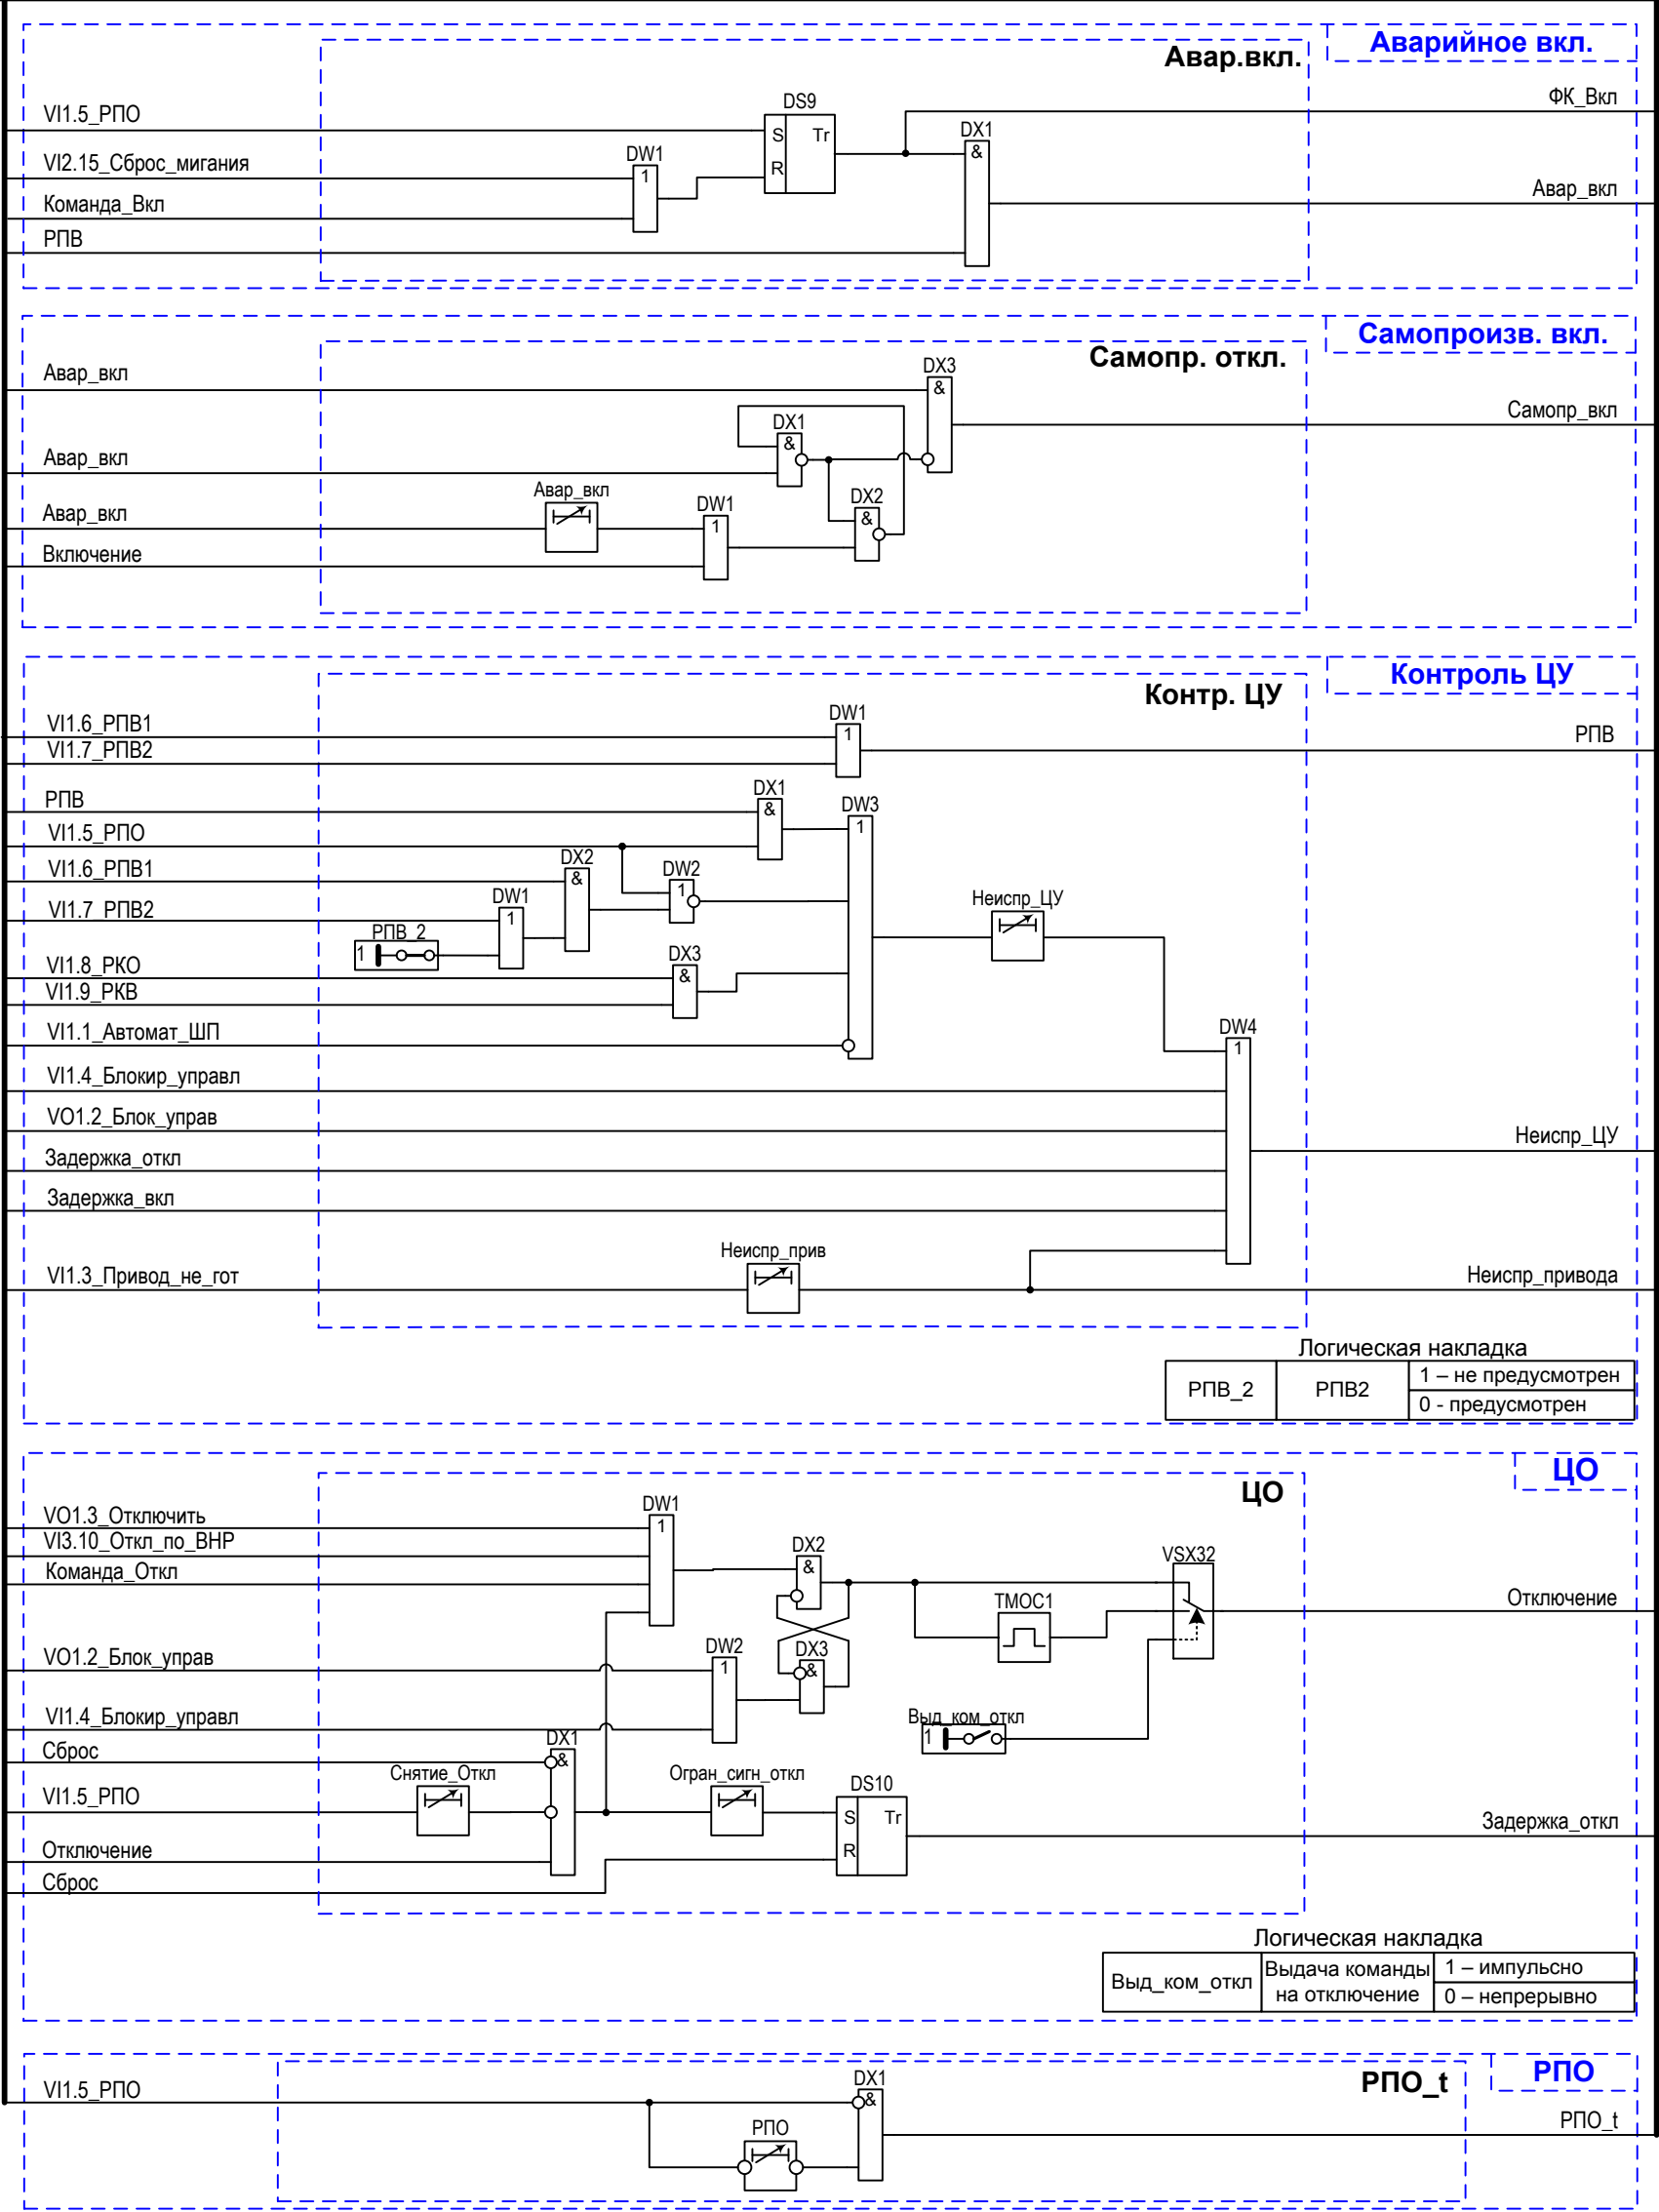 Аварийное вкл.
Авар.вкл.
VI1.5_РПО
DS9
ФК_Вкл
S
Tr
DX1
&
VI2.15_Сброс_мигания
DW1
1
R
Команда_Вкл
Авар_вкл
РПВ
Самопроизв. вкл.
Самопр. откл.
Авар_вкл
DX3
&
Самопр_вкл
DX1
&
Авар_вкл
Авар_вкл
DW1
1
DX2
&
Авар_вкл
Включение
Контроль ЦУ
Контр. ЦУ
VI1.6_РПВ1
DW1
1
РПВ
VI1.7_РПВ2
РПВ
DX1
&
DW3
1
VI1.5_РПО
VI1.6_РПВ1
DX2
&
DW2
1
VI1.7_РПВ2
DW1
1
Неиспр_ЦУ
РПВ_2
1
VI1.8_РКО
DX3
&
VI1.9_РКВ
VI1.1_Автомат_ШП
DW4
1
VI1.4_Блокир_управл
VO1.2_Блок_управ
Неиспр_ЦУ
Задержка_откл
Задержка_вкл
Неиспр_прив
VI1.3_Привод_не_гот
Неиспр_привода
Логическая накладка
РПВ_2
РПВ2
1 – не предусмотрен
0 - предусмотрен
ЦО
ЦО
VO1.3_Отключить
DW1
1
VI3.10_Откл_по_ВНР
DX2
&
VSX32
Команда_Откл
TMOC1
Отключение
VO1.2_Блок_управ
DW2
1
DX3
&
VI1.4_Блокир_управл
Выд_ком_откл
1
Сброс
DX1
&
Снятие_Откл
Огран_сигн_откл
DS10
VI1.5_РПО
S
Tr
Задержка_откл
Отключение
R
Сброс
Логическая накладка
Выд_ком_откл
Выдача команды
на отключение
1 – импульсно
0 – непрерывно
РПО
РПО_t
VI1.5_РПО
DX1
&
РПО
РПО_t